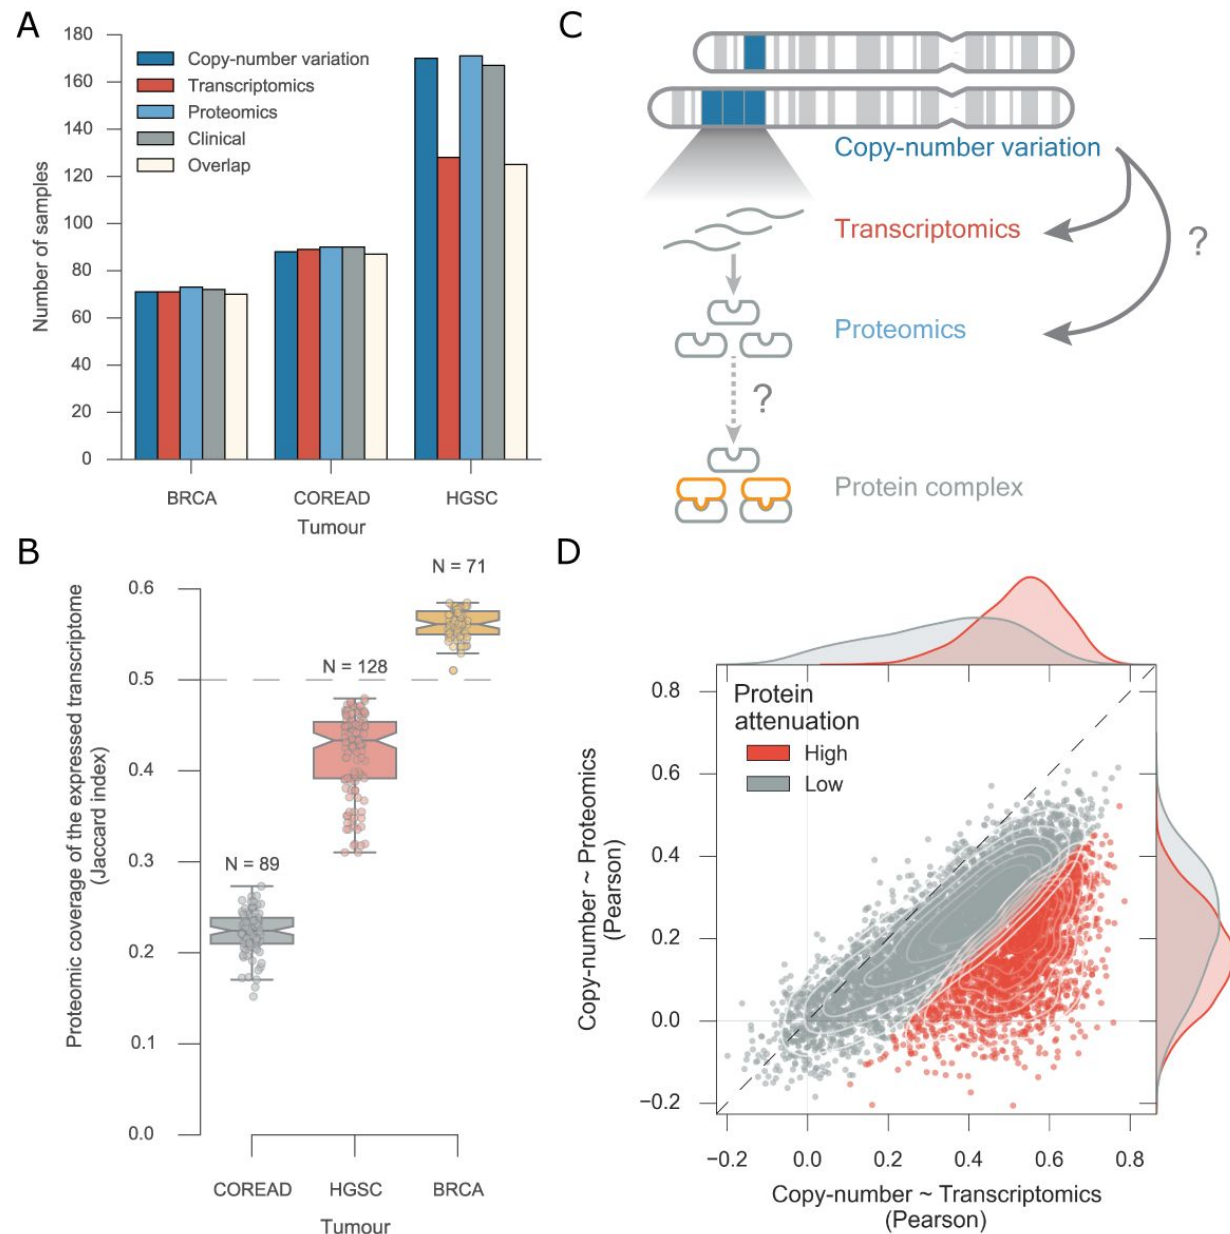 A
180
160
140
120
100
80
60
40
20
0
Number of samples
Copy-number variation
Transcriptomics
Proteomics
Clinical
Overlap
BRCA
COREAD
HGSC
Tumour
C
Copy-number variation
Transcriptomics
?
Proteomics
?
Protein complex
B
0.6
0.5
0.4
0.3
0.2
0.1
0.0
Proteomic coverage of the expressed transcriptome
(Jaccard index)
N = 71
N = 128
N = 89
COREAD
HGSC
BRCA
Tumour
D
Protein
attenuation
High
Low
0.8
0.6
0.4
0.2
0.0
−0.2
Copy-number ~ Proteomics
(Pearson)
−0.2
0.0
0.2
0.4
0.6
0.8
Copy-number ~ Transcriptomics
(Pearson)